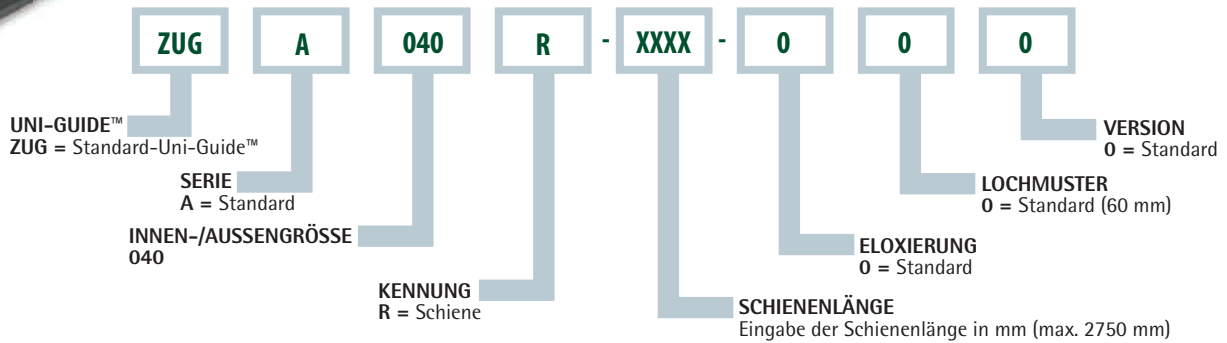 ZUG A 040 R - XXXX - 0 0 0
UNI-GUIDE™
ZUG = Standard-Uni-Guide™
SERIE
A = Standard
INNEN-/AUSSENGRÖSSE
040
KENNUNG
R = Schiene
SCHIENENLÄNGE
Eingabe der Schienenlänge in mm (max. 2750 mm)
ELOXIERUNG
0 = Standard
LOCHMUSTER
0 = Standard (60 mm)
VERSION
0 = Standard